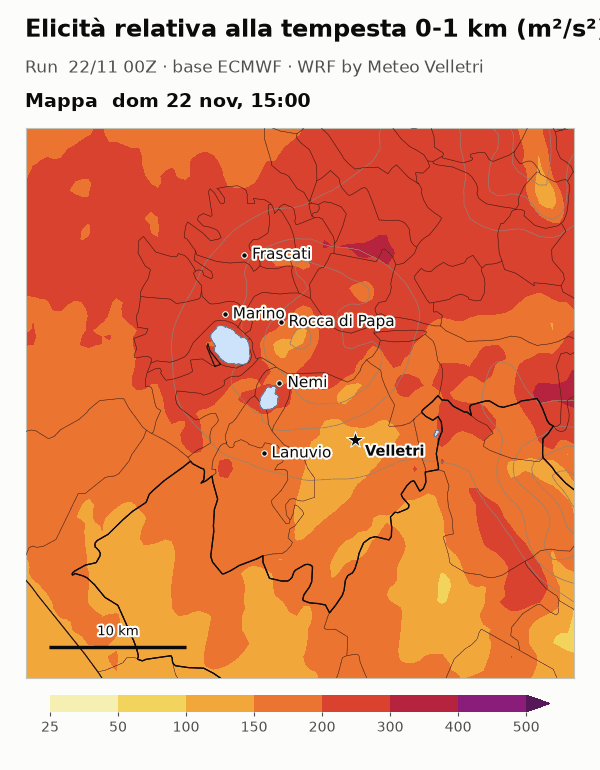 Elicità relativa alla tempesta 0-1 km (m²/s²)
Run  22/11 00Z · base ECMWF · WRF by Meteo Velletri
Mappa  dom 22 nov, 15:00
Frascati
Marino
Rocca di Papa
Nemi
Velletri
Lanuvio
10 km
25 50 100 150 200 300 400 500